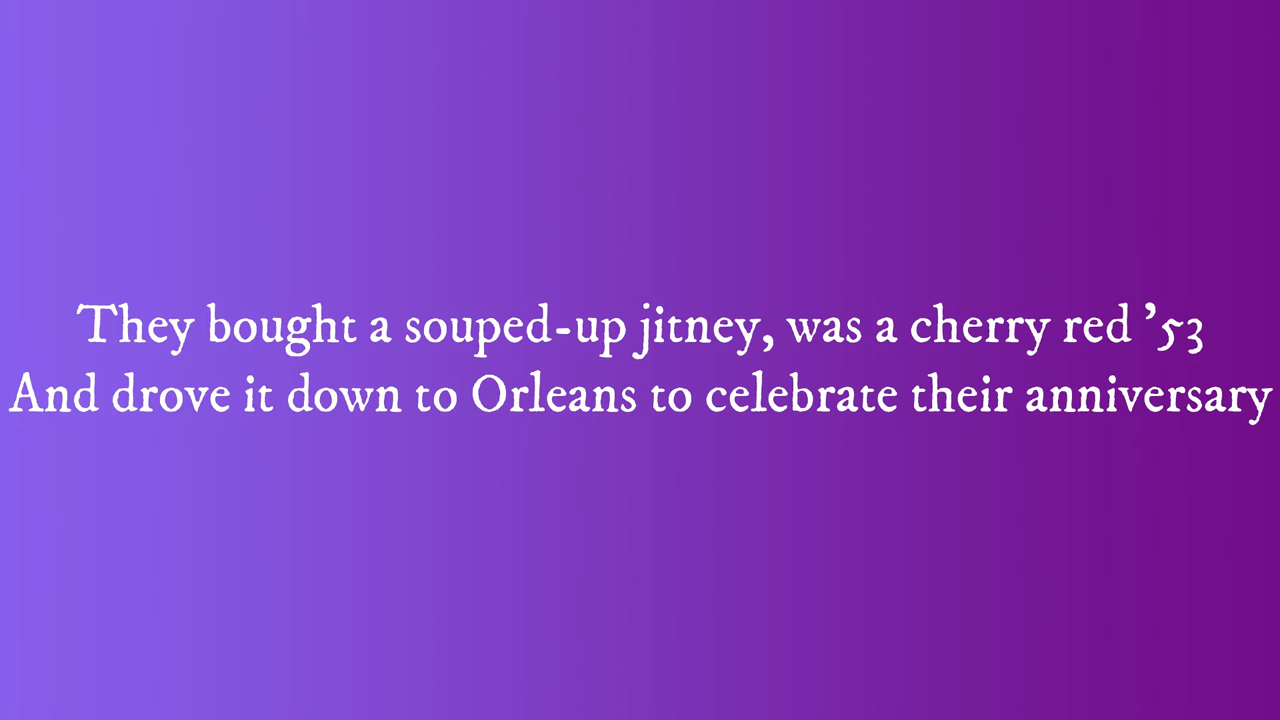 They bought a souped-up jitney, was a cherry red ’53
And drove it down to Orleans to celebrate their anniversary